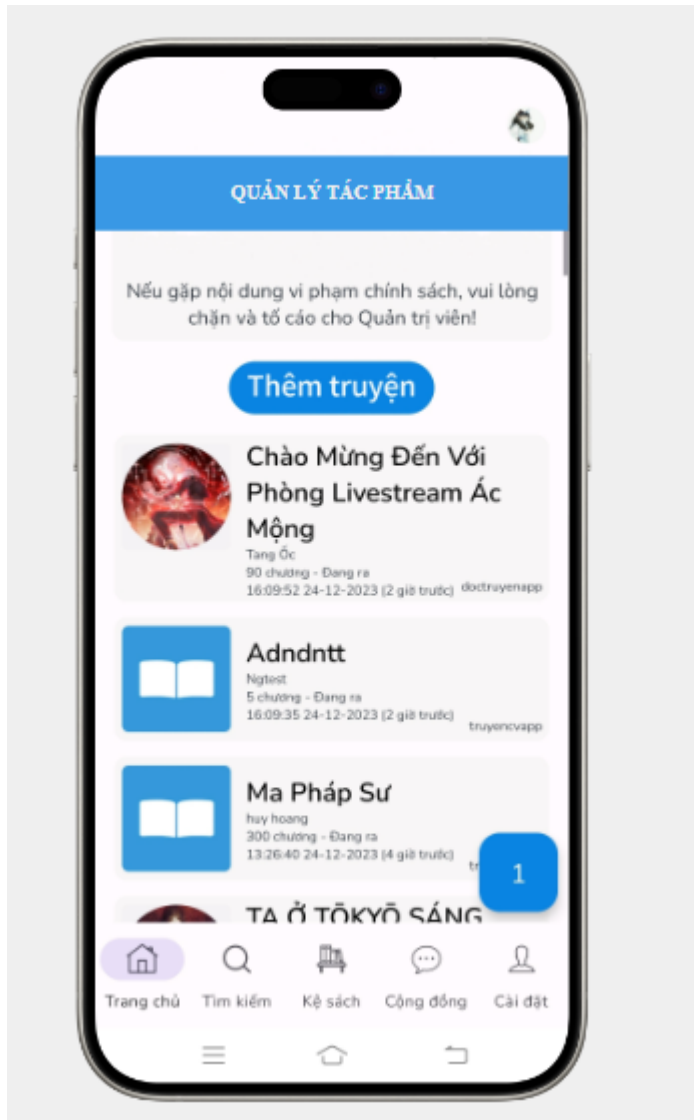 QUẢN LÝ TÁC PHẨM
Nếu gặp nội dung vi phạm chính sách, vui lòng
chặn và tố cáo cho Quản trị viên!
Thêm truyện
Chào Mừng Đến Với
Phòng Livestream Ác
Mộng
Tang Ốc
90 chương - Đang ra
16:09:52 24-12-2023 (2 giờ trước)
doctruyenapp
Adndntt
Ngtest
5 chương - Đang ra
16:09:35 24-12-2023 (2 giờ trước)
truyencvapp
Ma Pháp Sư
huy hoang
300 chương - Đang ra
13:26:40 24-12-2023 (4 giờ trước)
1
TA Ở TŌKYŌ SÁNG
Trang chủ
Tìm kiếm
Kệ sách
Cộng đồng
Cài đặt